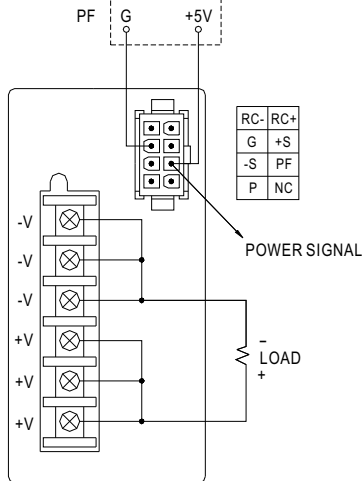 PF G +5V
RC- RC+
G +S
-S PF
P NC
POWER SIGNAL
-V
-V
-V
+V
+V
+V
−
LOAD
+